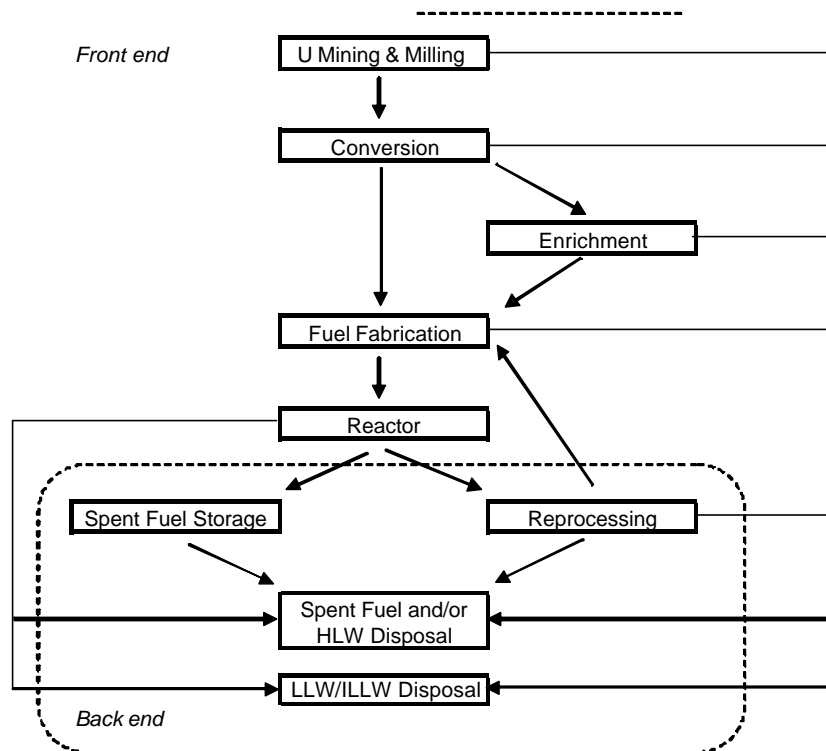 Front end
U Mining & Milling
Conversion
Enrichment
Fuel Fabrication
Reactor
Spent Fuel Storage
Reprocessing
Spent Fuel and/or
HLW Disposal
LLW/ILLW Disposal
Back end